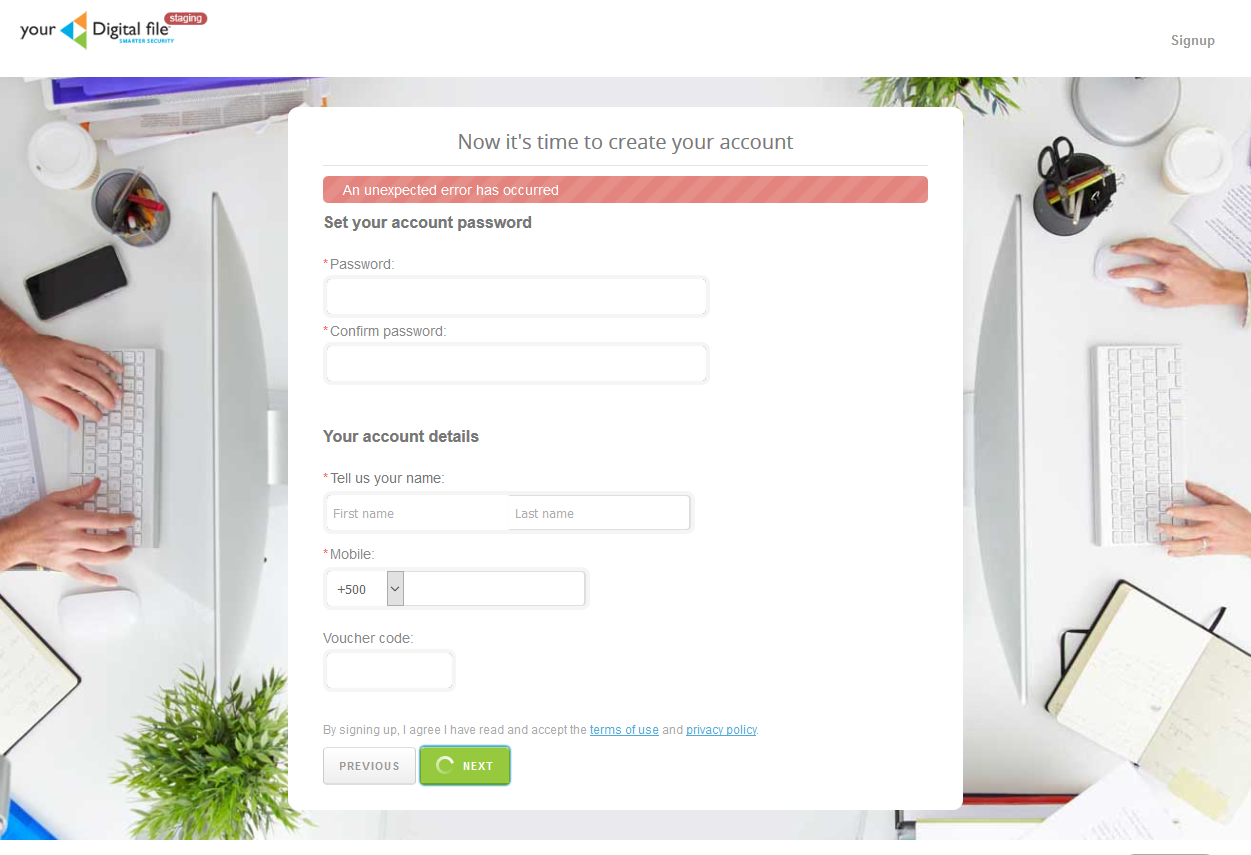 your Digital file staging
SMARTER SECURITY
Signup
Now it's time to create your account
An unexpected error has occurred
Set your account password
*Password:
*Confirm password:
Your account details
*Tell us your name:
First name Last name
*Mobile:
+500
Voucher code:
By signing up, I agree I have read and accept the terms of use and privacy policy.
PREVIOUS NEXT